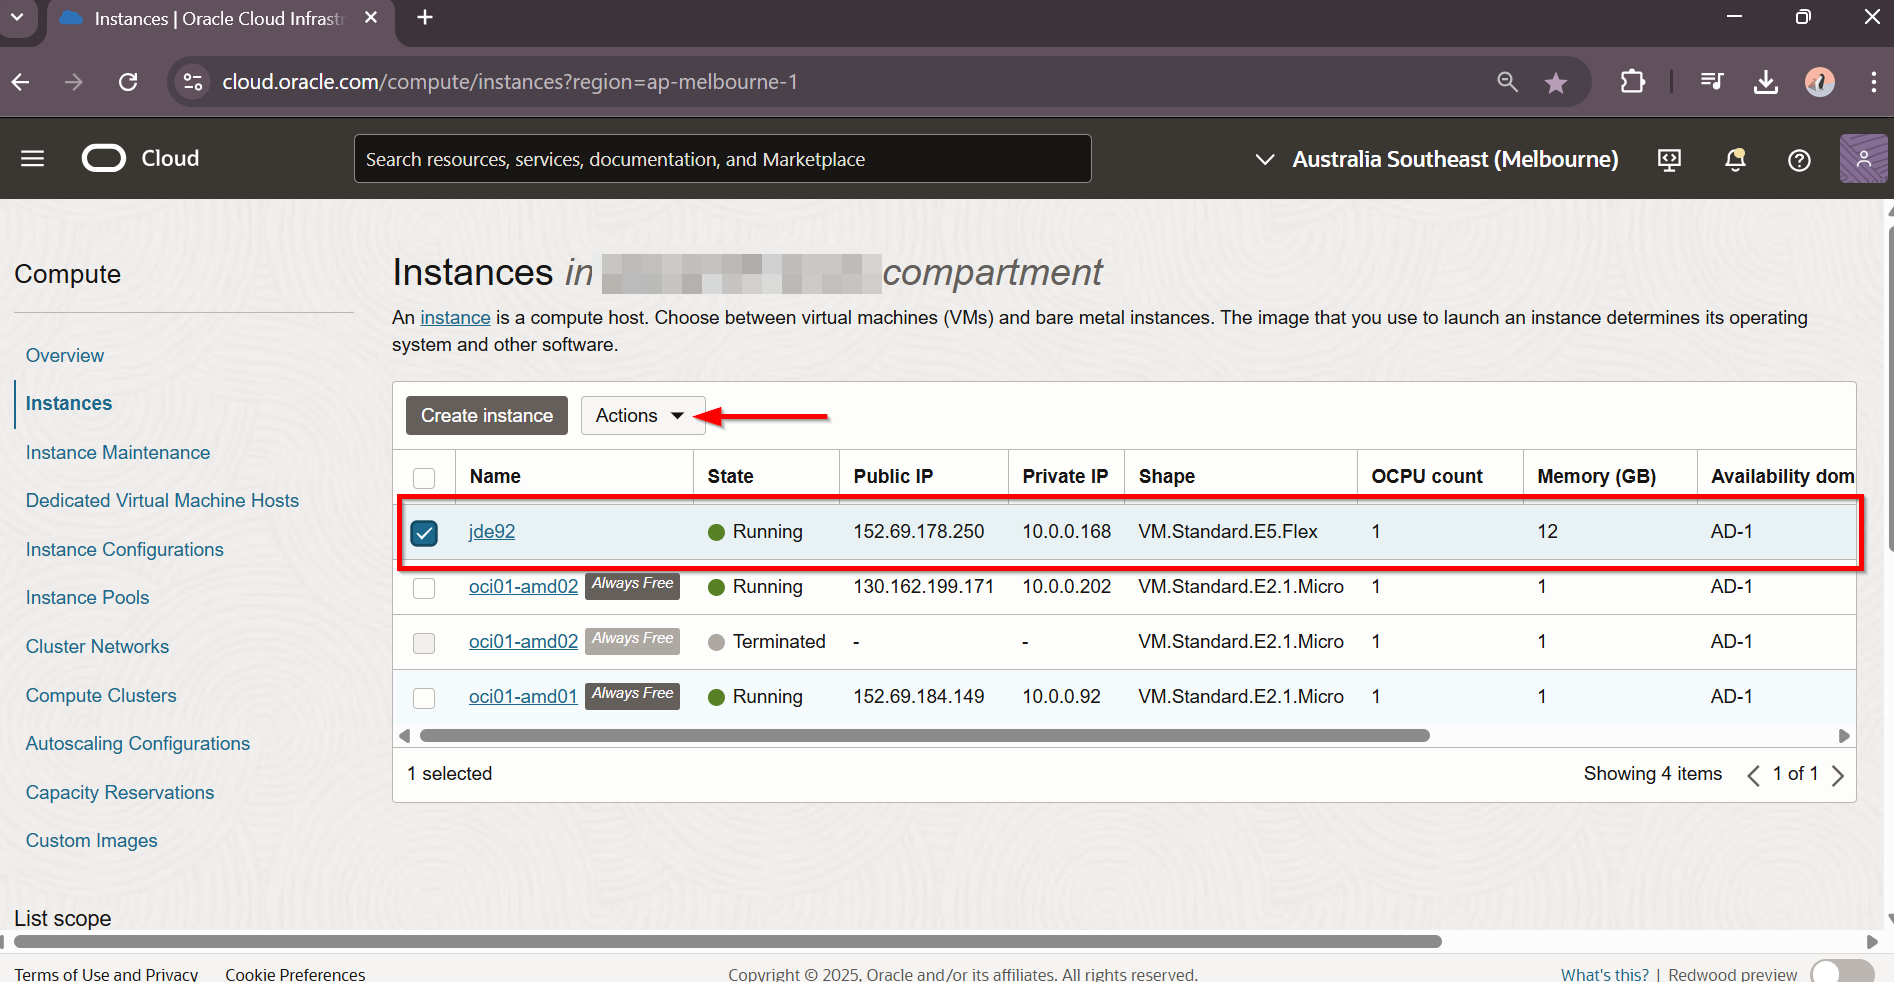 Instances | Oracle Cloud Infrastr
cloud.oracle.com/compute/instances?region=ap-melbourne-1
Cloud
Search resources, services, documentation, and Marketplace
Australia Southeast (Melbourne)
Compute
Overview
Instances
Instance Maintenance
Dedicated Virtual Machine Hosts
Instance Configurations
Instance Pools
Cluster Networks
Compute Clusters
Autoscaling Configurations
Capacity Reservations
Custom Images
List scope
Instances in compartment
An instance is a compute host. Choose between virtual machines (VMs) and bare metal instances. The image that you use to launch an instance determines its operating
system and other software.
Create instance Actions
Name State Public IP Private IP Shape OCPU count Memory (GB) Availability dom
jde92 Running 152.69.178.250 10.0.0.168 VM.Standard.E5.Flex 1 12 AD-1
oci01-amd02 Always Free Running 130.162.199.171 10.0.0.202 VM.Standard.E2.1.Micro 1 1 AD-1
oci01-amd02 Always Free Terminated - - VM.Standard.E2.1.Micro 1 1 AD-1
oci01-amd01 Always Free Running 152.69.184.149 10.0.0.92 VM.Standard.E2.1.Micro 1 1 AD-1
1 selected
Showing 4 items 1 of 1
Terms of Use and Privacy Cookie Preferences
Copyright © 2025, Oracle and/or its affiliates. All rights reserved.
What's this? | Redwood preview